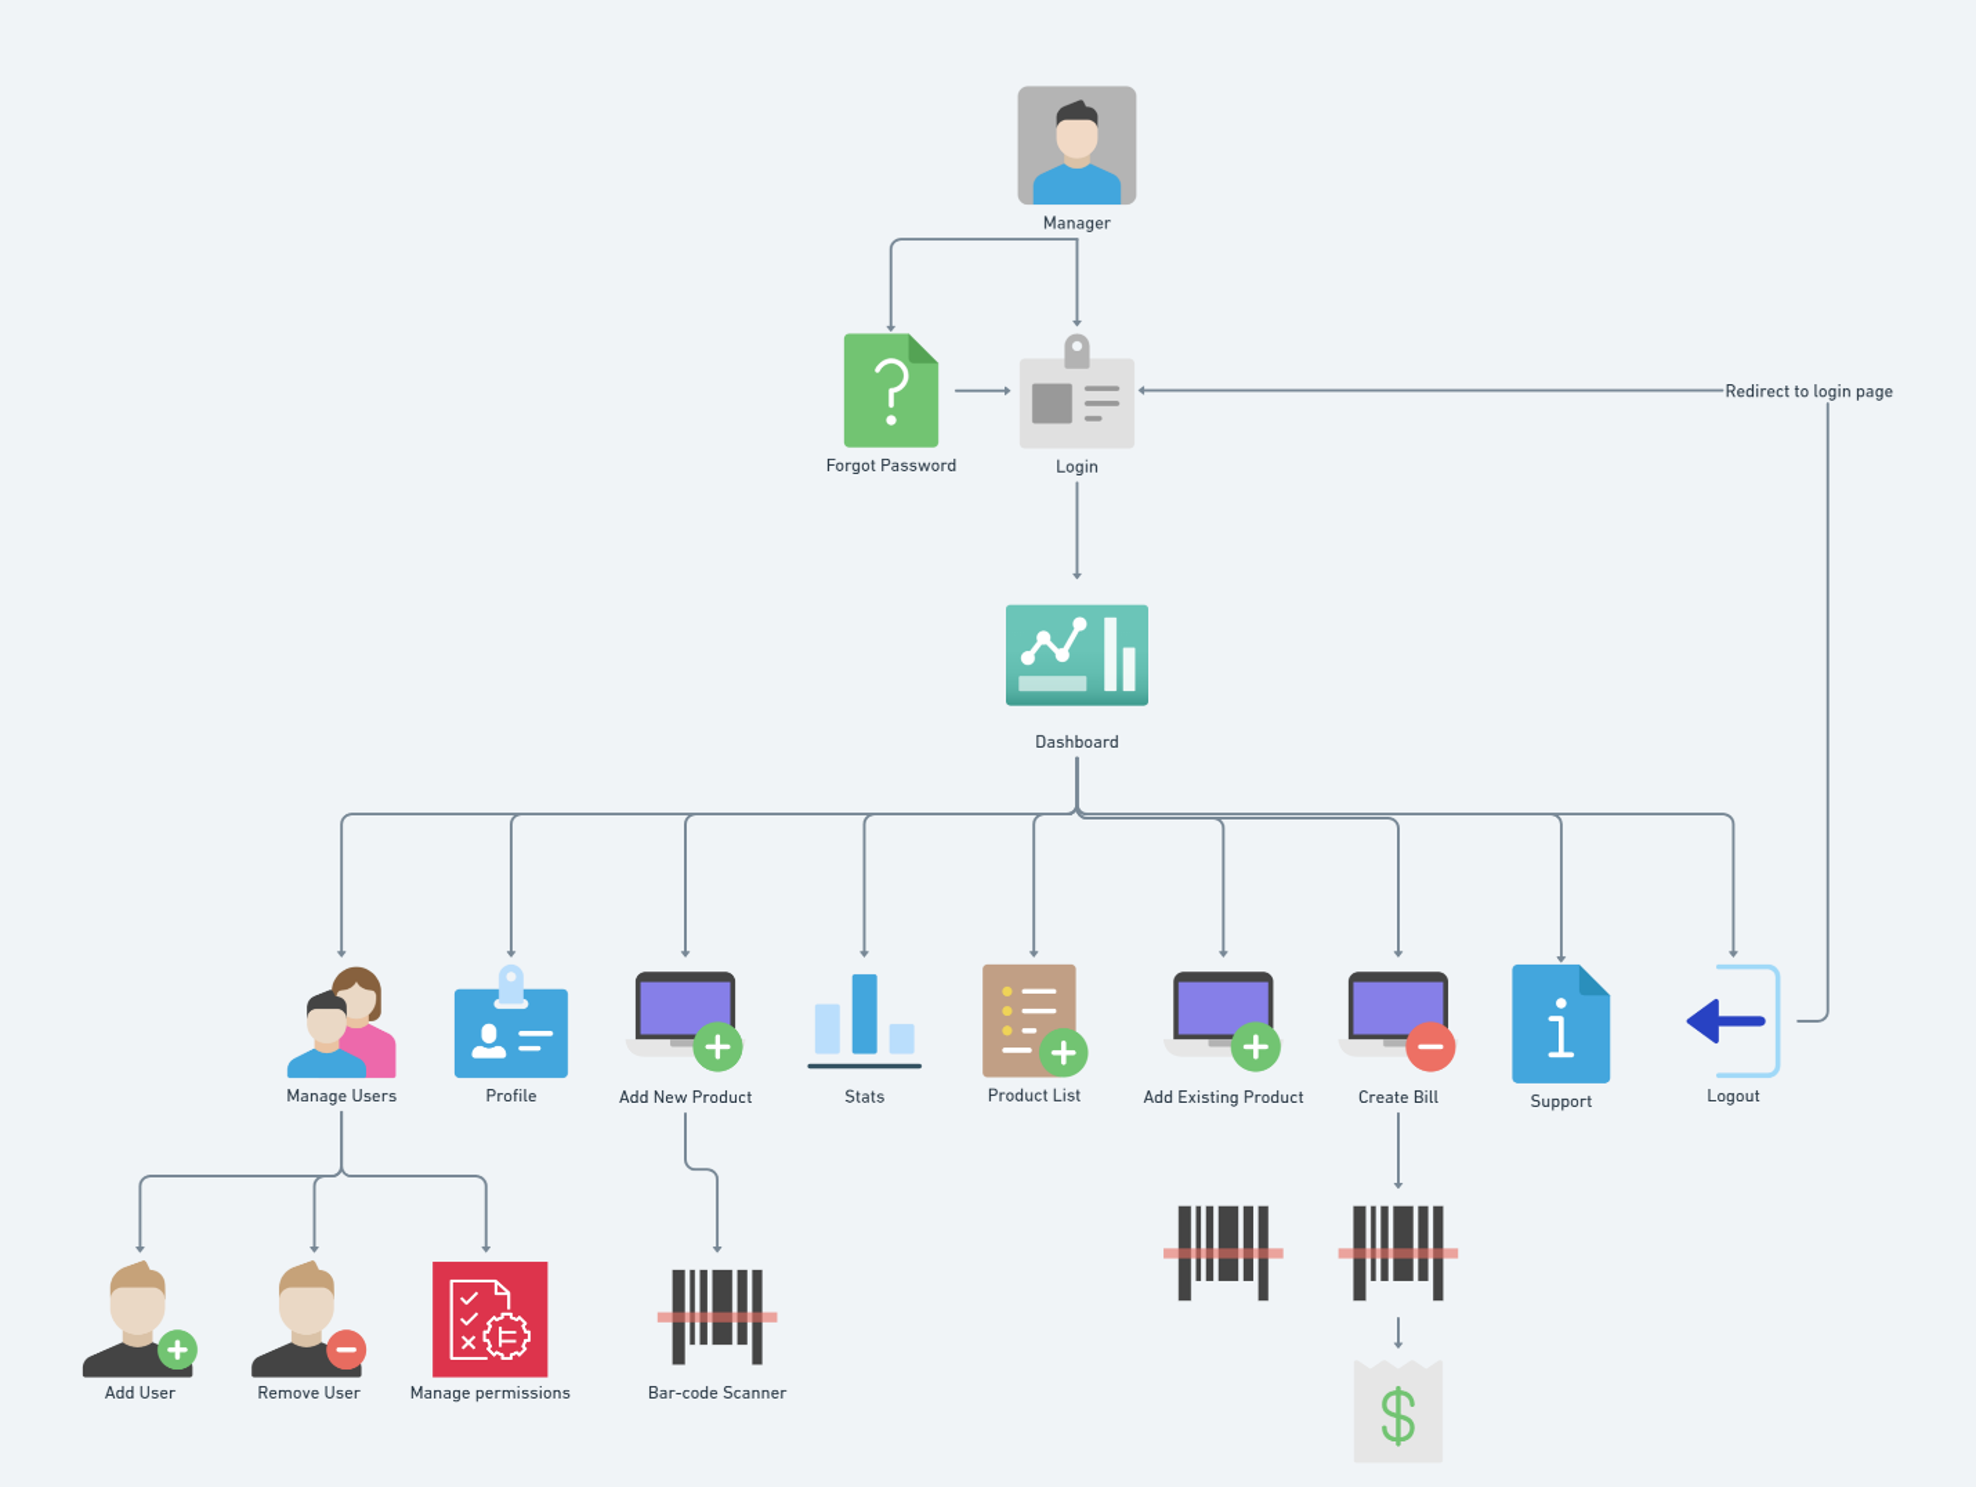 Manager
Forgot Password
Login
Redirect to login page
Dashboard
Manage Users
Profile
Add New Product
Stats
Product List
Add Existing Product
Create Bill
Support
Logout
Add User
Remove User
Manage permissions
Bar-code Scanner